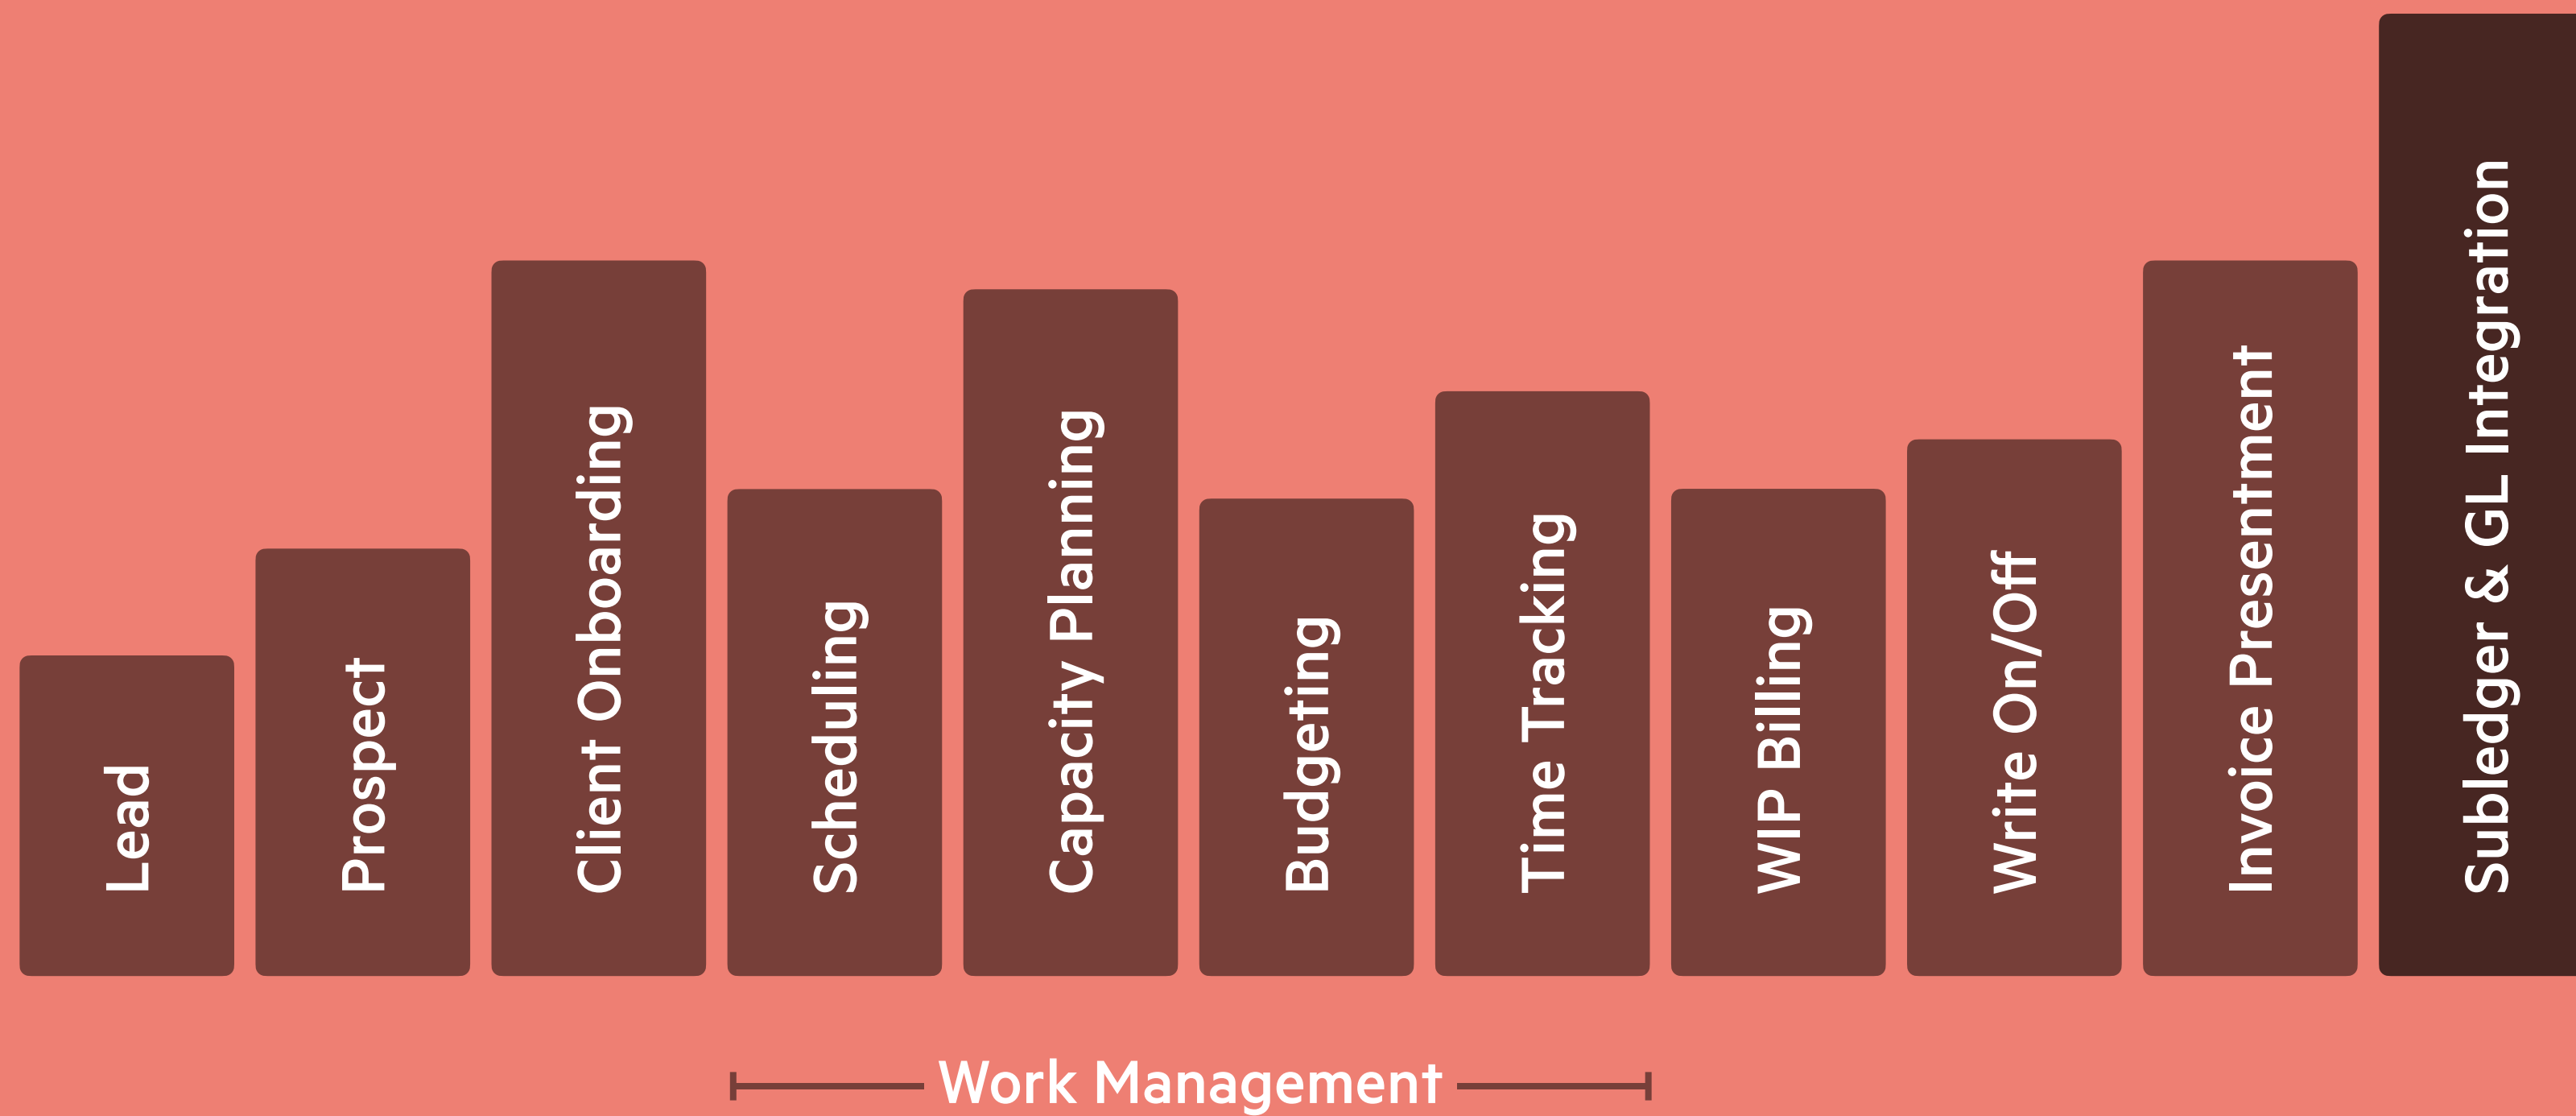 Lead
Prospect
Client Onboarding
Scheduling
Capacity Planning
Budgeting
Time Tracking
WIP Billing
Write On/Off
Invoice Presentment
Subledger & GL Integration
Work Management